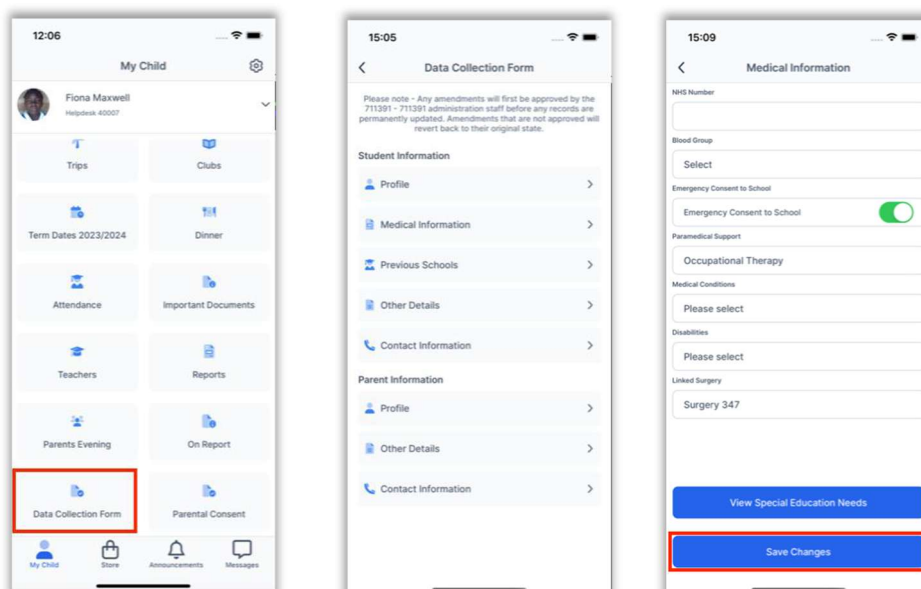 12:06
My Child
Fiona Maxwell
Helpdesk 40007
Trips
Clubs
Term Dates 2023/2024
Dinner
Attendance
Important Documents
Teachers
Reports
Parents Evening
On Report
Data Collection Form
Parental Consent
My Child
Store
Announcements
Messages
15:05
Data Collection Form
Please note - Any amendments will first be approved by the
711391 - 711391 administration staff before any records are
permanently updated. Amendments that are not approved will
revert back to their original state.
Student Information
Profile
Medical Information
Previous Schools
Other Details
Contact Information
Parent Information
Profile
Other Details
Contact Information
15:09
Medical Information
NHS Number
Blood Group
Select
Emergency Consent to School
Emergency Consent to School
Paramedical Support
Occupational Therapy
Medical Conditions
Please select
Disabilities
Please select
Linked Surgery
Surgery 347
View Special Education Needs
Save Changes